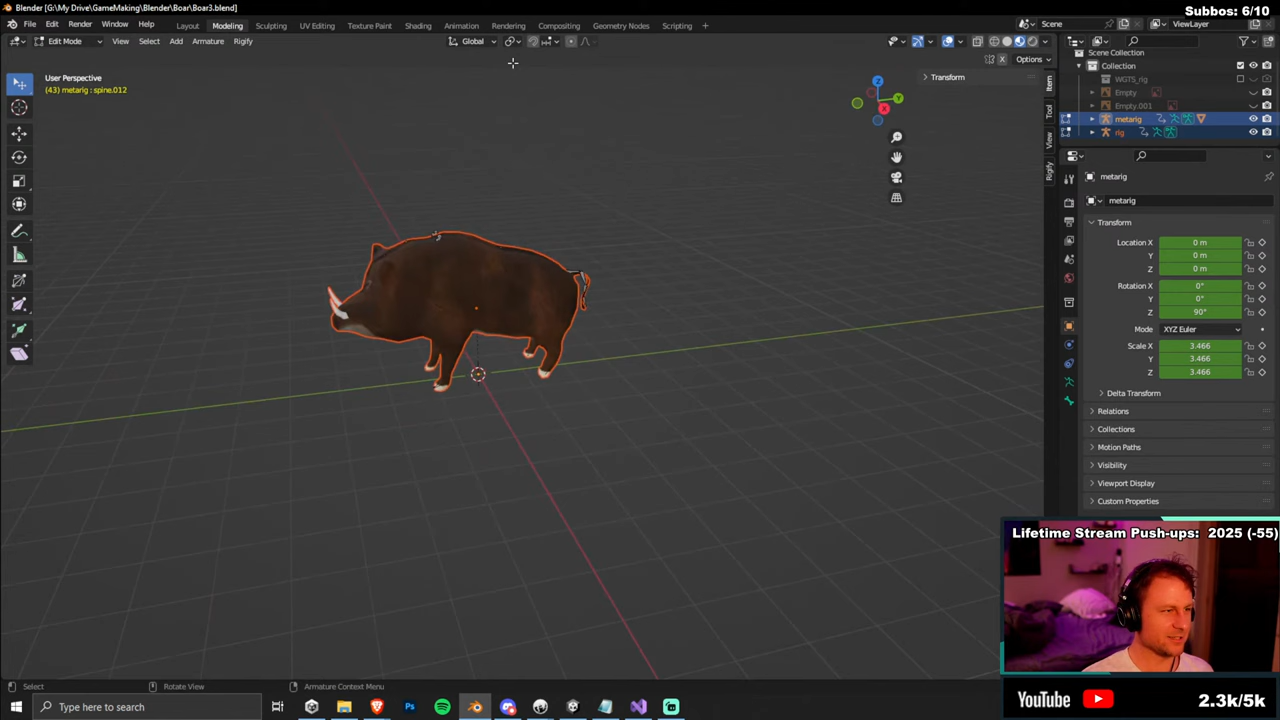 Blender [G:\My Drive\GameMaking\Blender\Boar\Boar3.blend]
Subbos: 6/10
File Edit Render Window Help
Layout Modeling Sculpting UV Editing Texture Paint Shading Animation Rendering Compositing Geometry Nodes Scripting
Scene
ViewLayer
Edit Mode View Select Add Armature Rigify
Global
X
Options
User Perspective
(43) metarig : spine.012
Transform
Z
Y
X
Item
Tool
View
Rigify
Scene Collection
Collection
WGTS_rig
Empty
Empty.001
metarig
rig
metarig
metarig
Transform
Location X 0 m
Y 0 m
Z 0 m
Rotation X 0°
Y 0°
Z 90°
Mode XYZ Euler
Scale X 3.466
Y 3.466
Z 3.466
Delta Transform
Relations
Collections
Motion Paths
Visibility
Viewport Display
Custom Properties
Lifetime Stream Push-ups: 2025 (-55)
Select Rotate View Armature Context Menu
Type here to search
Ps
YouTube 2.3k/5k